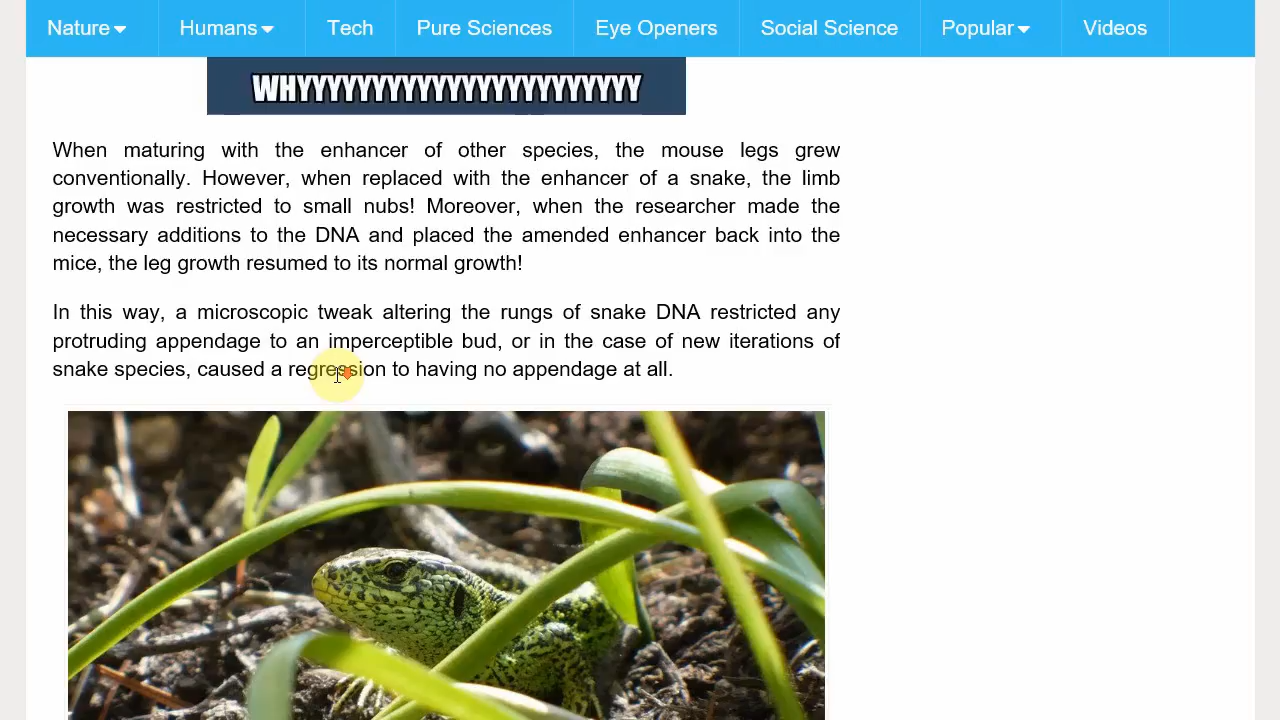 Nature Humans Tech Pure Sciences Eye Openers Social Science Popular Videos
WHYYYYYYYYYYYYYYYYYYYYYYY
When maturing with the enhancer of other species, the mouse legs grew
conventionally. However, when replaced with the enhancer of a snake, the limb
growth was restricted to small nubs! Moreover, when the researcher made the
necessary additions to the DNA and placed the amended enhancer back into the
mice, the leg growth resumed to its normal growth!
In this way, a microscopic tweak altering the rungs of snake DNA restricted any
protruding appendage to an imperceptible bud, or in the case of new iterations of
snake species, caused a regression to having no appendage at all.